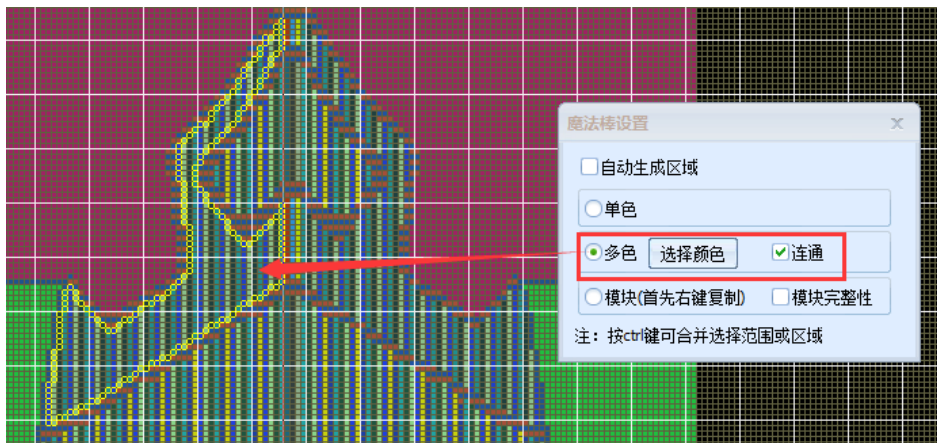 魔法棒设置
自动生成区域
单色
多色 选择颜色 连通
模块(首先右键复制) 模块完整性
注：按ctrl键可合并选择范围或区域